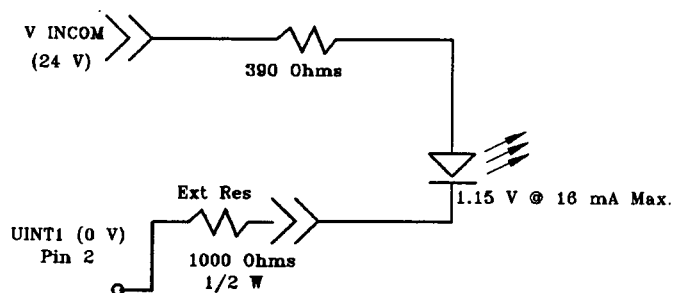 V INCOM
(24 V)
390 Ohms
1.15 V @ 16 mA Max.
Ext Res
1000 Ohms
1/2 W
UINT1 (0 V)
Pin 2